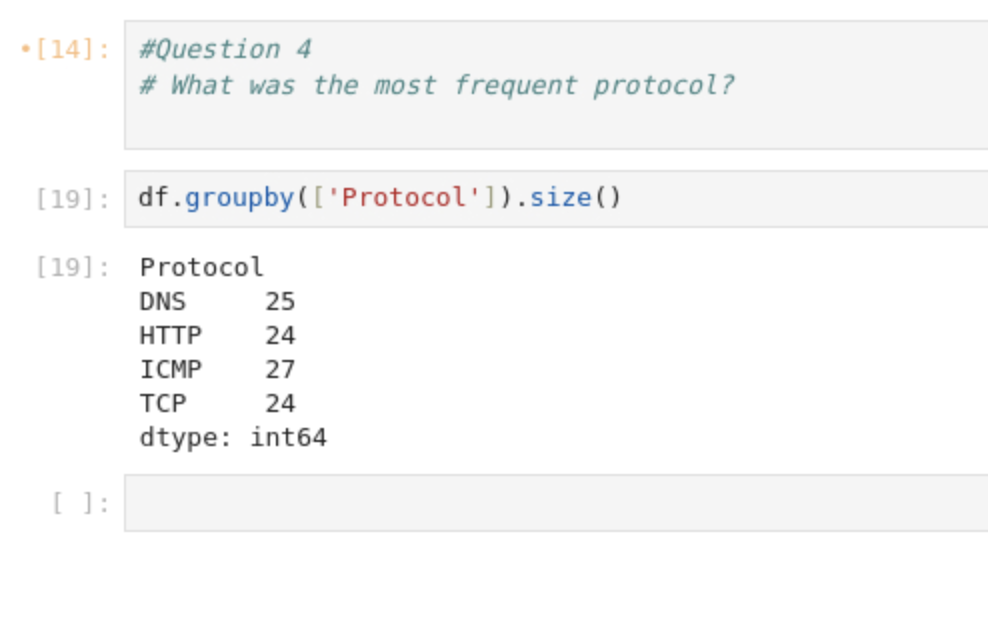 •[14]: #Question 4
# What was the most frequent protocol?
[19]: df.groupby(['Protocol']).size()
[19]: Protocol
DNS     25
HTTP    24
ICMP    27
TCP     24
dtype: int64
[ ]: